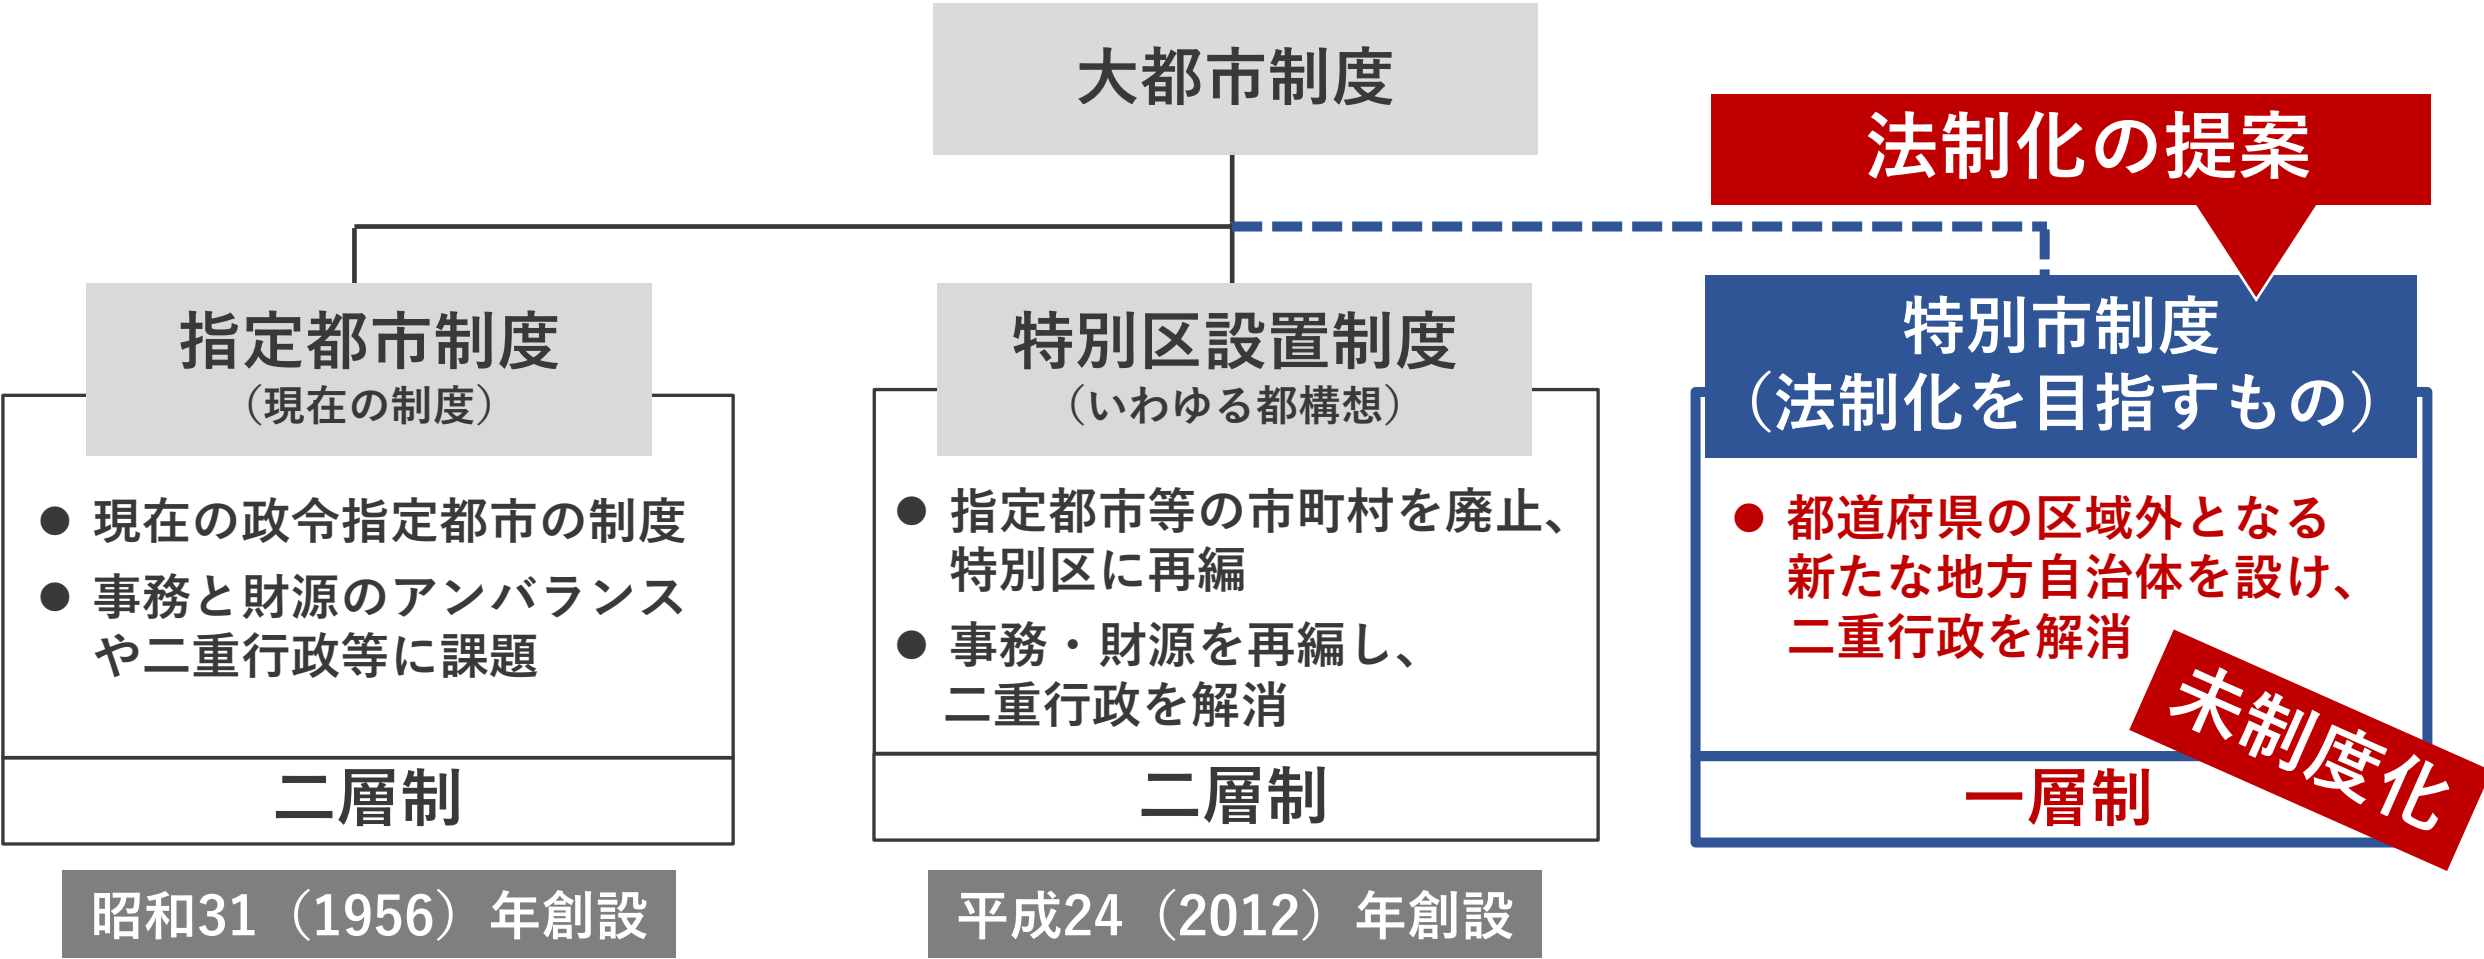 大都市制度
法制化の提案
指定都市制度
（現在の制度）
● 現在の政令指定都市の制度
● 事務と財源のアンバランス
や二重行政等に課題
二層制
昭和31（1956）年創設
特別区設置制度
（いわゆる都構想）
● 指定都市等の市町村を廃止、
特別区に再編
● 事務・財源を再編し、
二重行政を解消
二層制
平成24（2012）年創設
特別市制度
（法制化を目指すもの）
● 都道府県の区域外となる
新たな地方自治体を設け、
二重行政を解消
未制度化
一層制